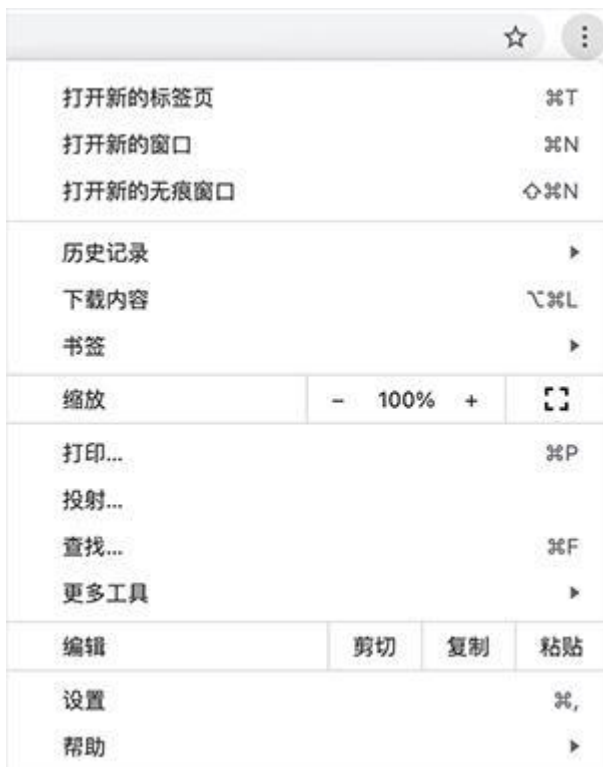 打开新的标签页 ⌘T
打开新的窗口 ⌘N
打开新的无痕窗口 ⇧⌘N
历史记录
下载内容 ⌥⌘L
书签
缩放 - 100% +
打印... ⌘P
投射...
查找... ⌘F
更多工具
编辑 剪切 复制 粘贴
设置 ⌘,
帮助